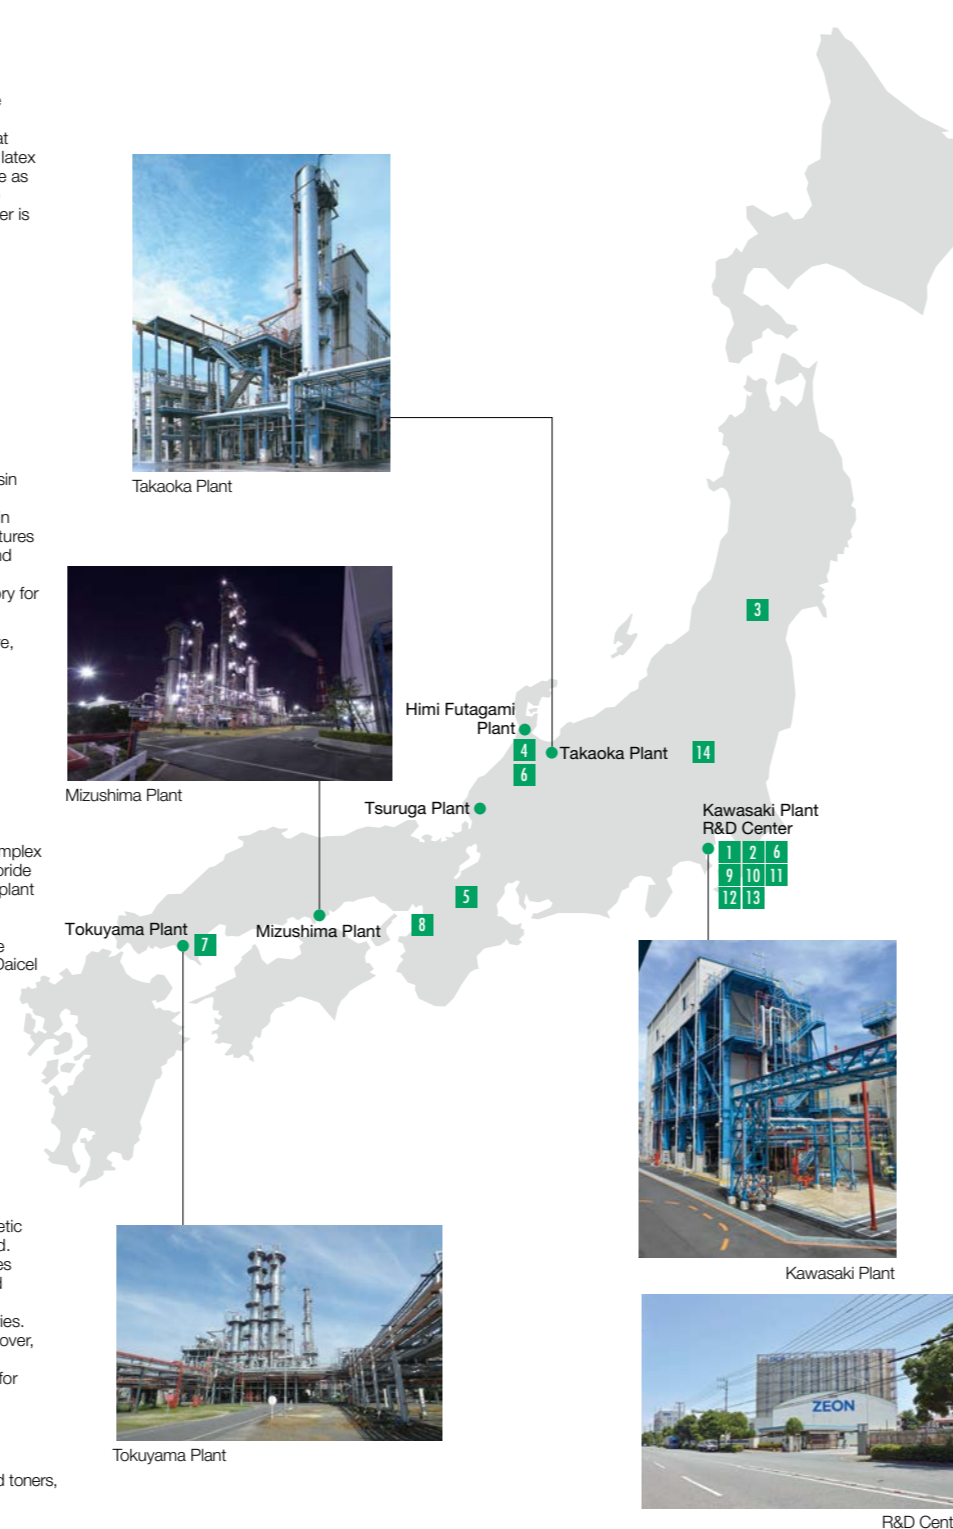 at
latex
e as
er is
sin
in
tures
nd
ry for
e,
mplex
oride
plant
e
Daicel
etic
d.
es
d
ies.
over,
for
d toners,
Takaoka Plant
Mizushima Plant
3
Himi Futagami
Plant
4
6
Takaoka Plant
14
Tsuruga Plant
Kawasaki Plant
R&D Center
1 2 6
9 10 11
12 13
5
8
Tokuyama Plant
7
Mizushima Plant
Kawasaki Plant
ZEON
Tokuyama Plant
R&D Cent